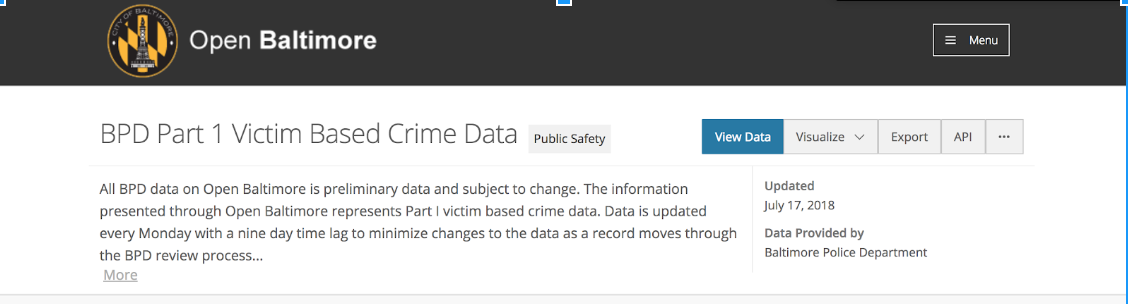 CITY OF BALTIMORE
Open Baltimore
Menu
BPD Part 1 Victim Based Crime Data
Public Safety
View Data
Visualize
Export
API
...
All BPD data on Open Baltimore is preliminary data and subject to change. The information
presented through Open Baltimore represents Part I victim based crime data. Data is updated
every Monday with a nine day time lag to minimize changes to the data as a record moves through
the BPD review process...
More
Updated
July 17, 2018
Data Provided by
Baltimore Police Department